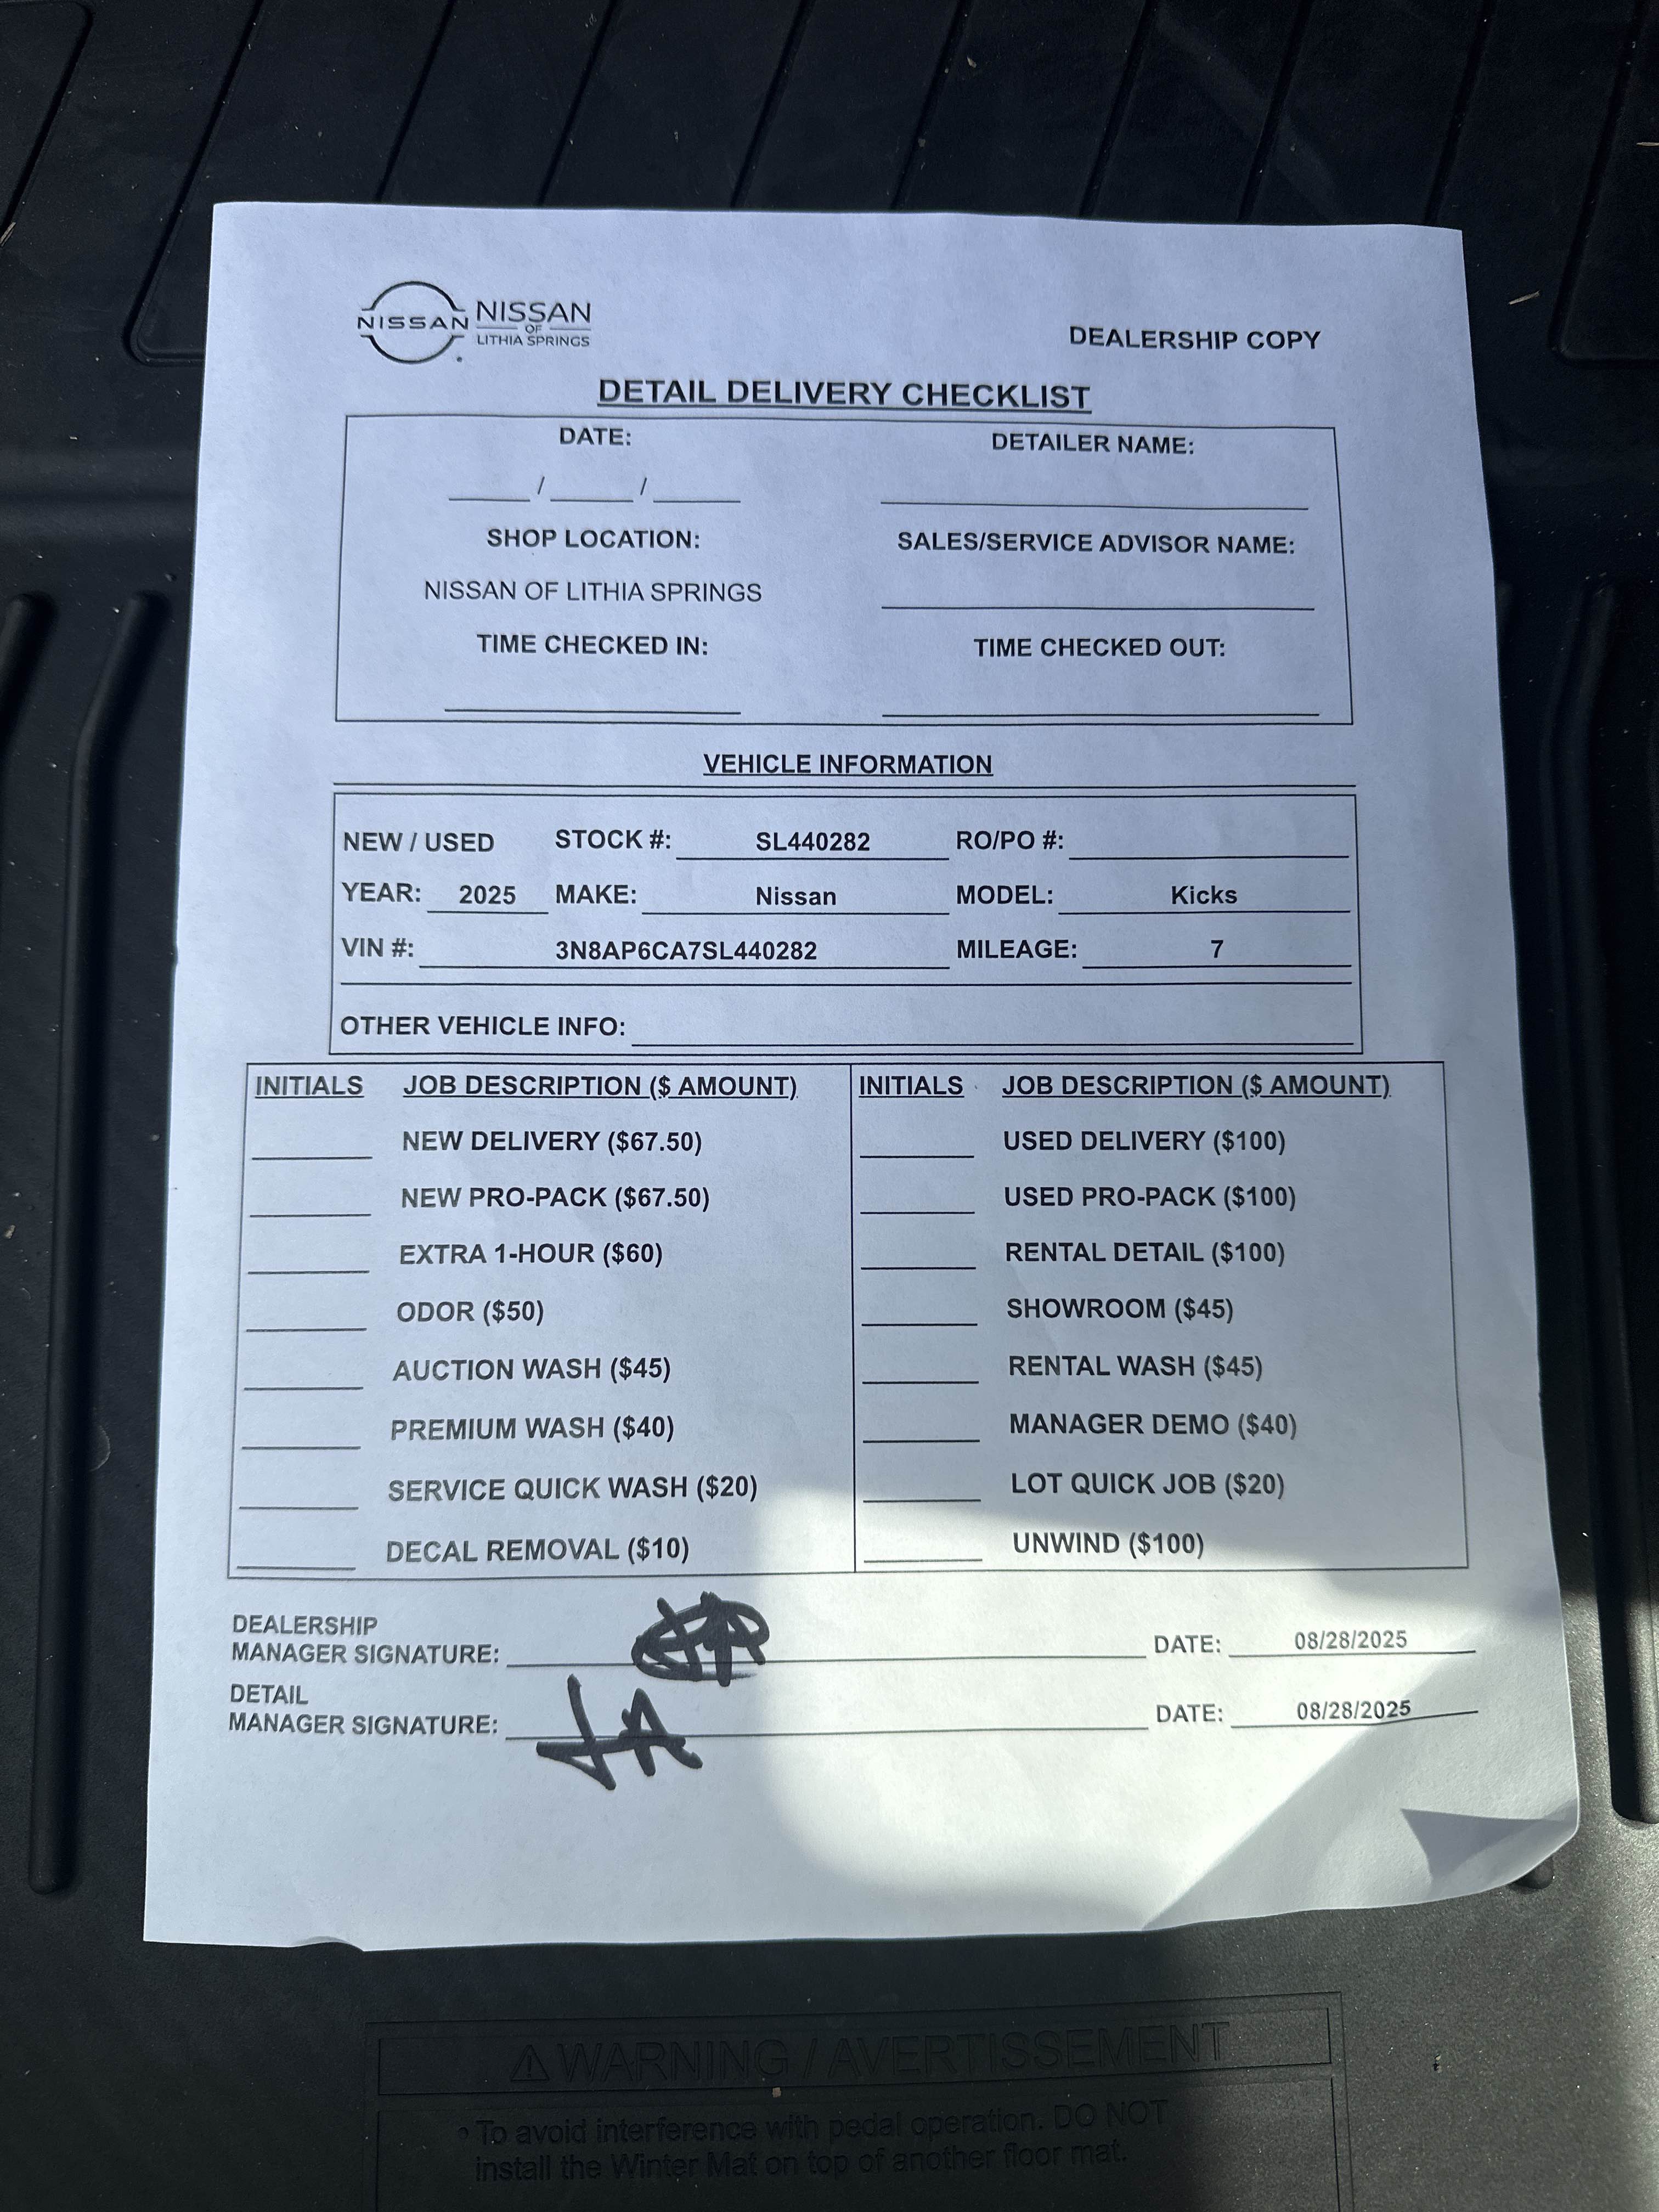 NISSAN NISSAN
OF
LITHIA SPRINGS
DEALERSHIP COPY
DETAIL DELIVERY CHECKLIST
DATE: DETAILER NAME:
____ / ____ / ____
SHOP LOCATION: SALES/SERVICE ADVISOR NAME:
NISSAN OF LITHIA SPRINGS
TIME CHECKED IN: TIME CHECKED OUT:
VEHICLE INFORMATION
NEW / USED STOCK #: SL440282 RO/PO #:
YEAR: 2025 MAKE: Nissan MODEL: Kicks
VIN #: 3N8AP6CA7SL440282 MILEAGE: 7
OTHER VEHICLE INFO:
INITIALS JOB DESCRIPTION ($ AMOUNT) INITIALS JOB DESCRIPTION ($ AMOUNT)
NEW DELIVERY ($67.50) USED DELIVERY ($100)
NEW PRO-PACK ($67.50) USED PRO-PACK ($100)
EXTRA 1-HOUR ($60) RENTAL DETAIL ($100)
ODOR ($50) SHOWROOM ($45)
AUCTION WASH ($45) RENTAL WASH ($45)
PREMIUM WASH ($40) MANAGER DEMO ($40)
SERVICE QUICK WASH ($20) LOT QUICK JOB ($20)
DECAL REMOVAL ($10) UNWIND ($100)
DEALERSHIP
MANAGER SIGNATURE: DATE: 08/28/2025
DETAIL
MANAGER SIGNATURE: JA DATE: 08/28/2025
⚠ WARNING / AVERTISSEMENT
• To avoid interference with pedal operation. DO NOT
install the Winter Mat on top of another floor mat.